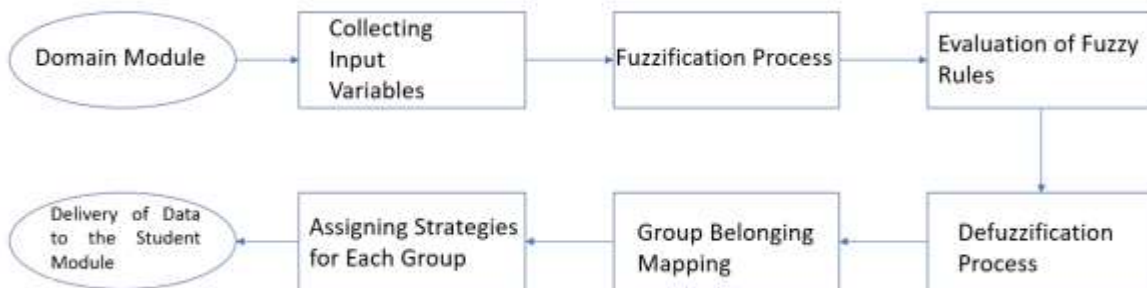 Domain Module
Collecting
Input
Variables
Fuzzification Process
Evaluation of Fuzzy
Rules
Delivery of Data
to the Student
Module
Assigning Strategies
for Each Group
Group Belonging
Mapping
Defuzzification
Process